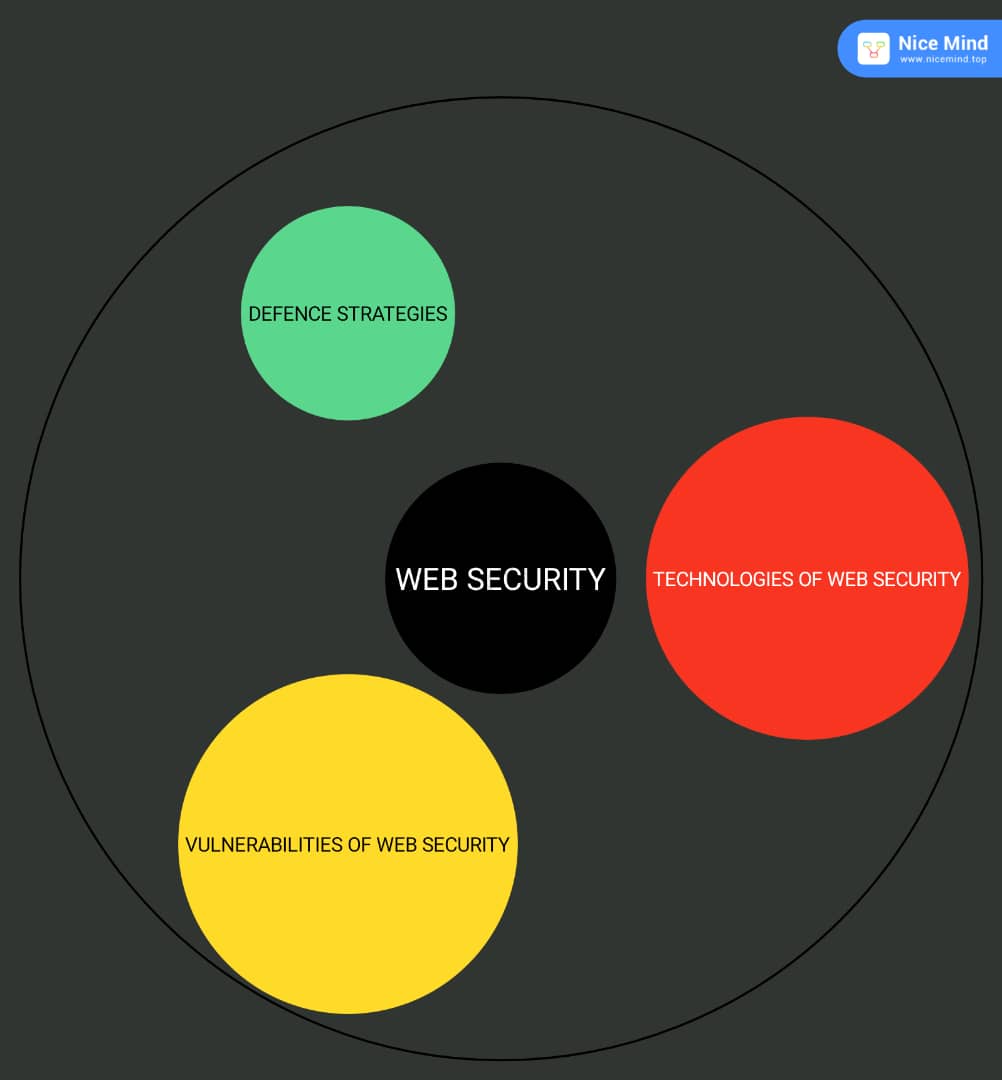 Nice Mind
www.nicemind.top
DEFENCE STRATEGIES
WEB SECURITY
TECHNOLOGIES OF WEB SECURITY
VULNERABILITIES OF WEB SECURITY